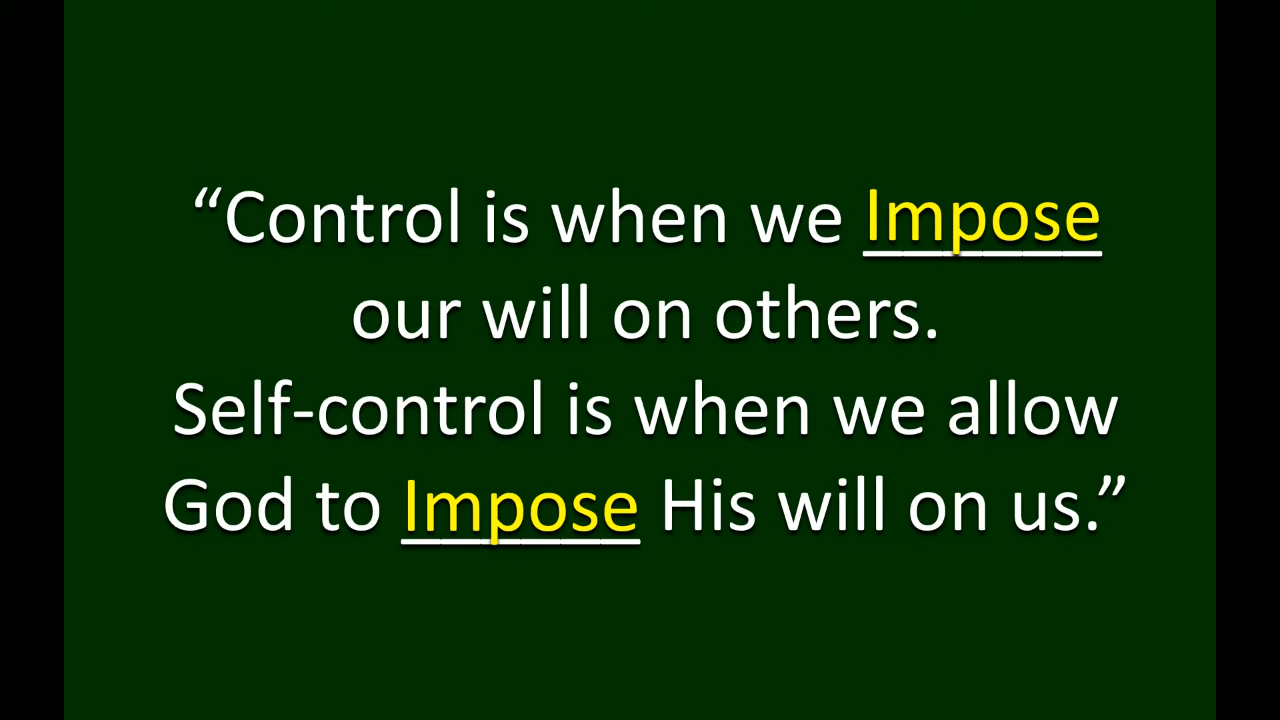 “Control is when we Impose
our will on others.
Self-control is when we allow
God to Impose His will on us.”